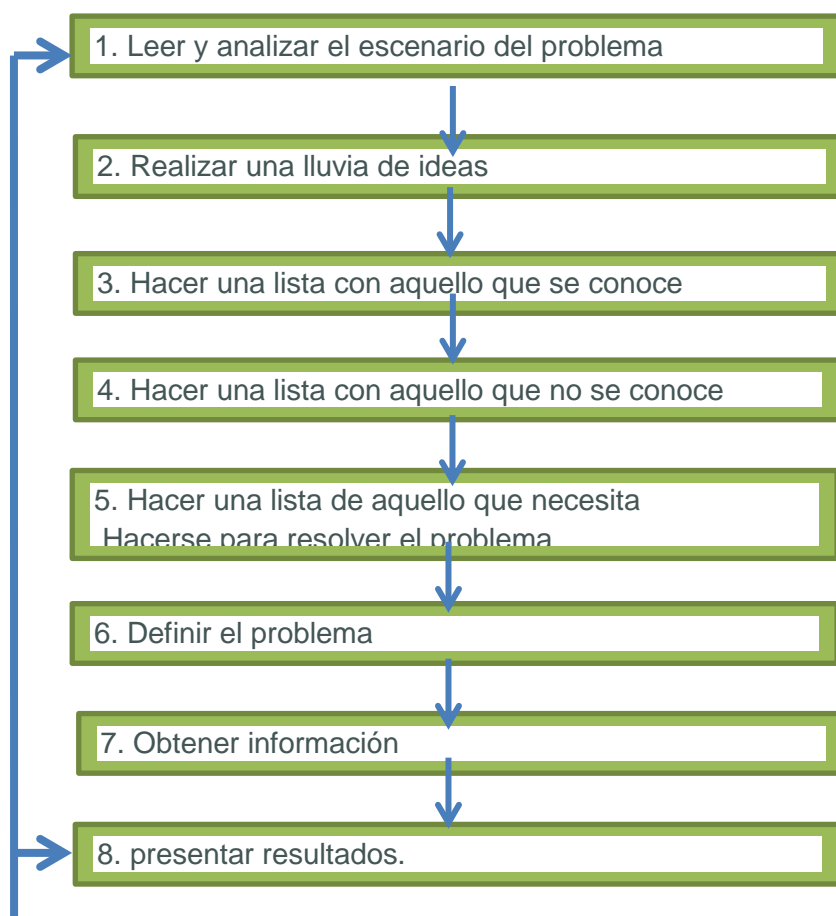 1. Leer y analizar el escenario del problema
2. Realizar una lluvia de ideas
3. Hacer una lista con aquello que se conoce
4. Hacer una lista con aquello que no se conoce
5. Hacer una lista de aquello que necesita
Hacerse para resolver el problema
6. Definir el problema
7. Obtener información
8. presentar resultados.